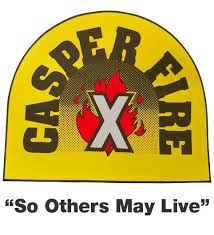 CASPER FIRE
X
“So Others May Live”